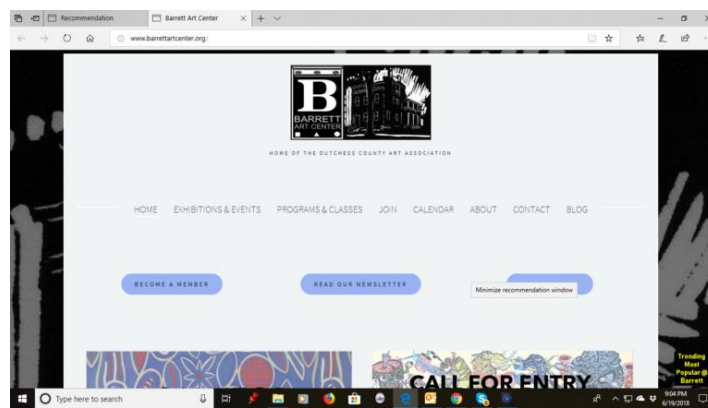 Recommendation
Barrett Art Center
www.barrettartcenter.org/
B
BARRETT
ART CENTER
HOME OF THE DUTCHESS COUNTY ART ASSOCIATION
HOME EXHIBITIONS & EVENTS PROGRAMS & CLASSES JOIN CALENDAR ABOUT CONTACT BLOG
BECOME A MEMBER READ OUR NEWSLETTER
Minimize recommendation window
CALL FOR ENTRY
Trending
Most
Popular @
Barrett
Type here to search
9:04 PM
6/19/2018